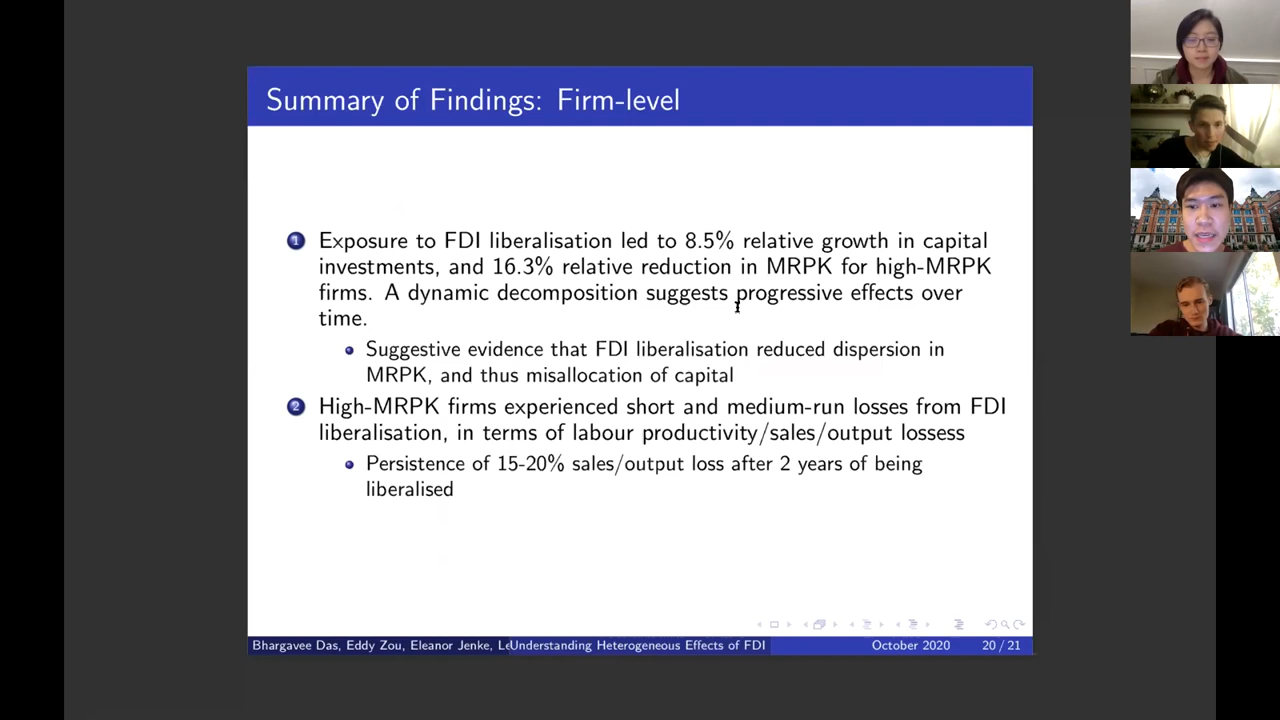 Summary of Findings: Firm-level
1 Exposure to FDI liberalisation led to 8.5% relative growth in capital
investments, and 16.3% relative reduction in MRPK for high-MRPK
firms. A dynamic decomposition suggests progressive effects over
time.
Suggestive evidence that FDI liberalisation reduced dispersion in
MRPK, and thus misallocation of capital
2 High-MRPK firms experienced short and medium-run losses from FDI
liberalisation, in terms of labour productivity/sales/output lossess
Persistence of 15-20% sales/output loss after 2 years of being
liberalised
Bhargavee Das, Eddy Zou, Eleanor Jenke, Le Understanding Heterogeneous Effects of FDI October 2020 20 / 21